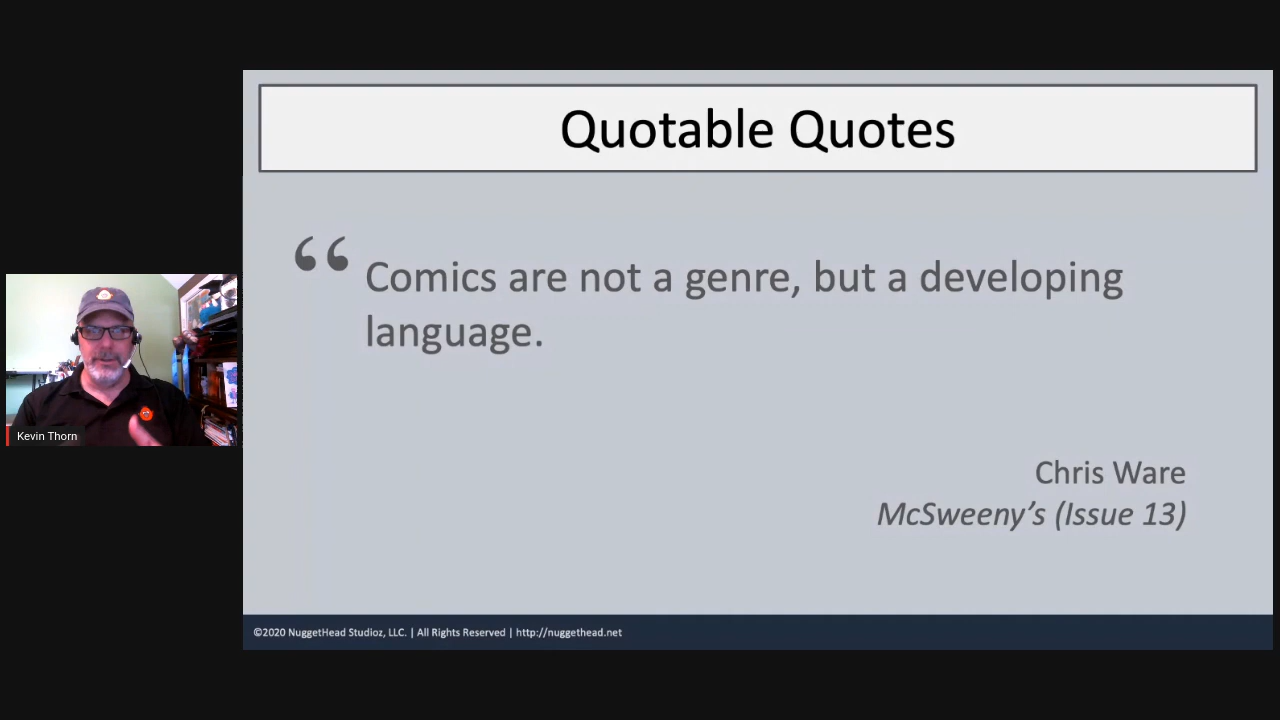 Quotable Quotes
“ Comics are not a genre, but a developing
language.
Chris Ware
McSweeny’s (Issue 13)
Kevin Thorn
©2020 NuggetHead Studioz, LLC. | All Rights Reserved | http://nuggethead.net